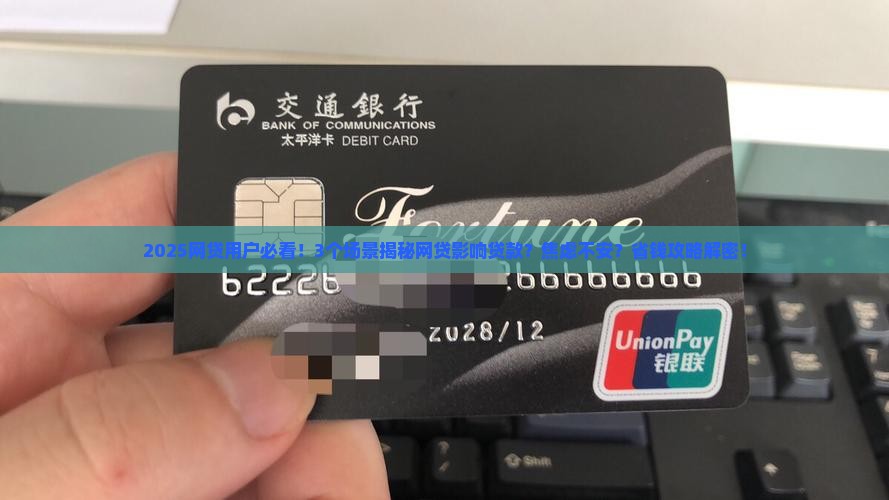 交通銀行
BANK OF COMMUNICATIONS
太平洋卡 DEBIT CARD
Fortune
2025网贷用户必看！3个场景揭秘网贷影响贷款？焦虑不安？省钱攻略解密！
62226
2028/12
UnionPay
银联
Shift